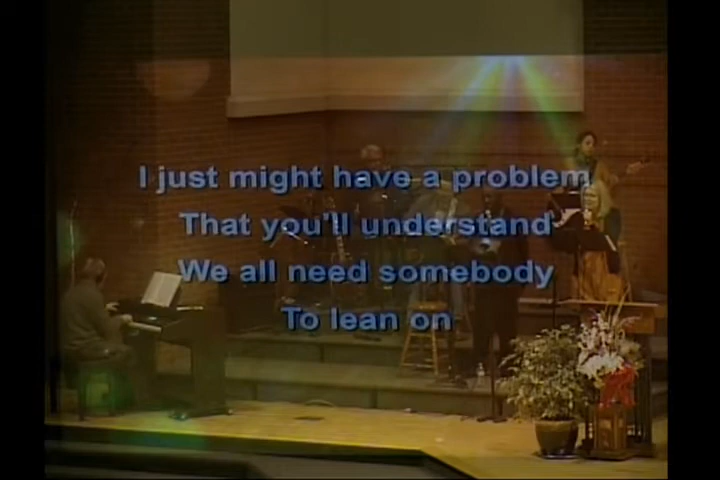 I just might have a problem
That you'll understand
We all need somebody
To lean on